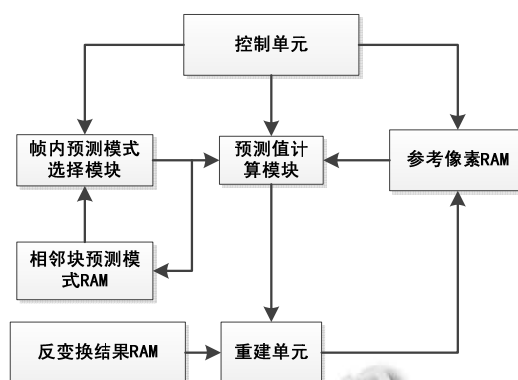 控制单元
帧内预测模式
选择模块
预测值计
算模块
参考像素RAM
相邻块预测模
式RAM
反变换结果RAM
重建单元